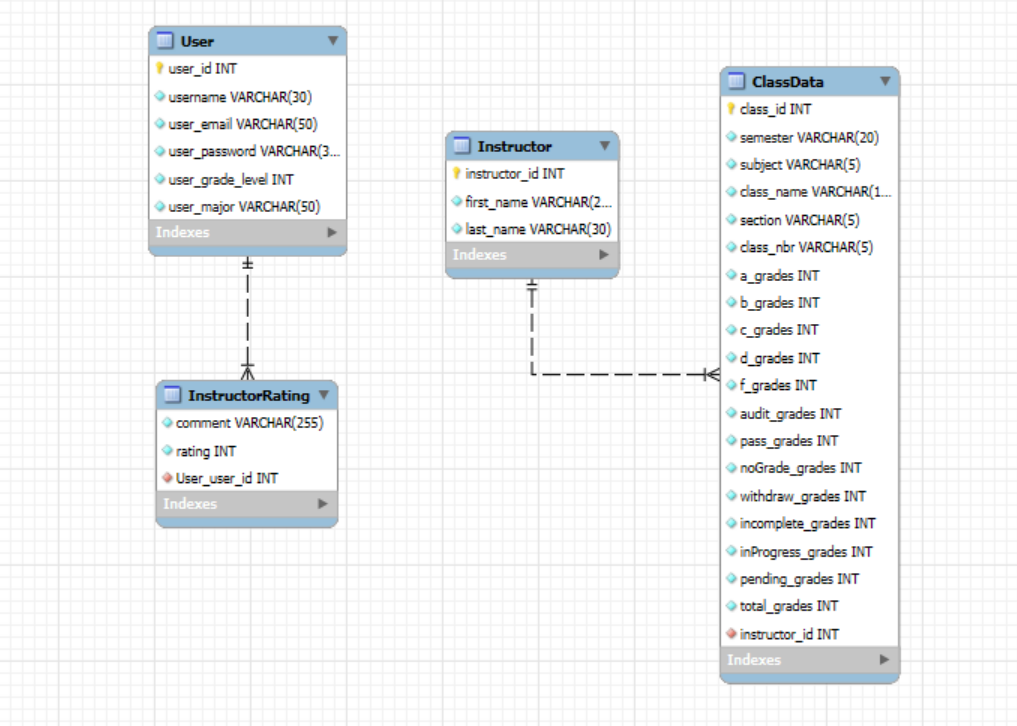 User
user_id INT
username VARCHAR(30)
user_email VARCHAR(50)
user_password VARCHAR(3...
user_grade_level INT
user_major VARCHAR(50)
Indexes
InstructorRating
comment VARCHAR(255)
rating INT
User_user_id INT
Indexes
Instructor
instructor_id INT
first_name VARCHAR(2...
last_name VARCHAR(30)
Indexes
ClassData
class_id INT
semester VARCHAR(20)
subject VARCHAR(5)
class_name VARCHAR(1...
section VARCHAR(5)
class_nbr VARCHAR(5)
a_grades INT
b_grades INT
c_grades INT
d_grades INT
f_grades INT
audit_grades INT
pass_grades INT
noGrade_grades INT
withdraw_grades INT
incomplete_grades INT
inProgress_grades INT
pending_grades INT
total_grades INT
instructor_id INT
Indexes